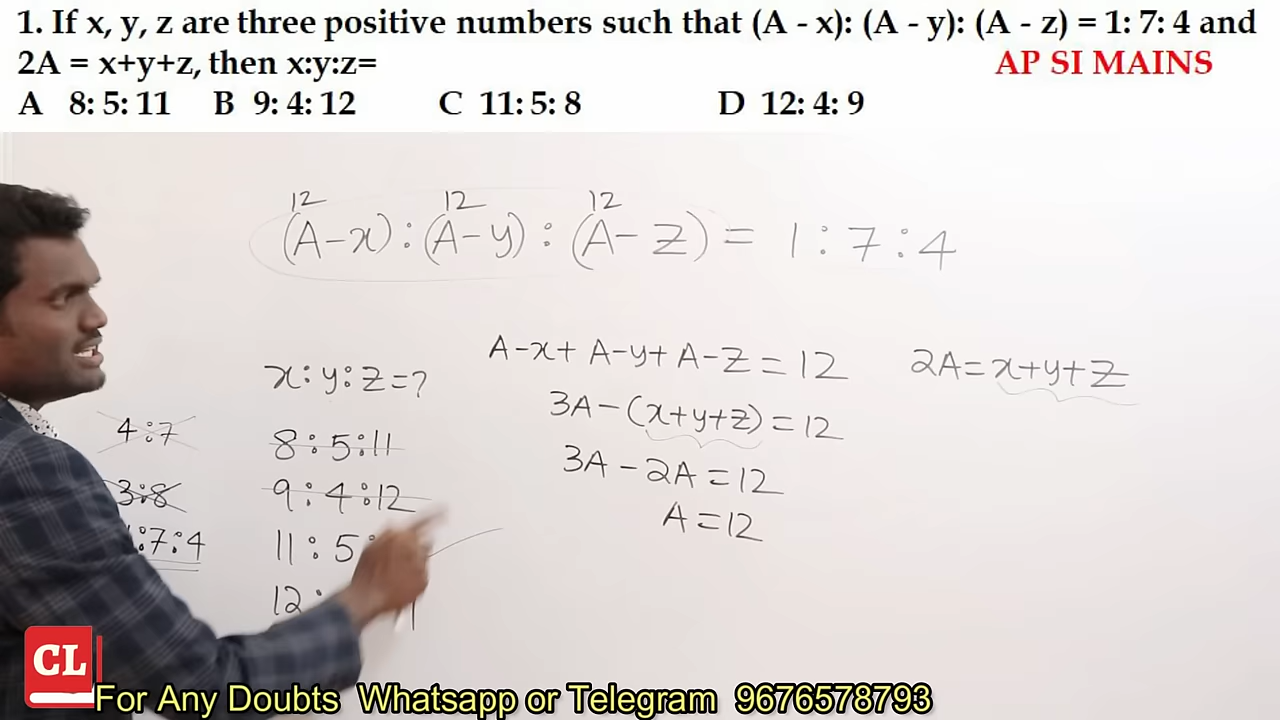 1. If x, y, z are three positive numbers such that (A - x): (A - y): (A - z) = 1: 7: 4 and
2A = x+y+z, then x:y:z=
AP SI MAINS
A 8: 5: 11 B 9: 4: 12 C 11: 5: 8 D 12: 4: 9
12 12 12
(A-x):(A-y):(A-z)= 1:7:4
A-x+A-y+A-z=12
2A=x+y+z
x:y:z=?
3A-(x+y+z)=12
4:7
8:5:11
3A-2A=12
3:8
9:4:12
A=12
:7:4
11:5:
12:
CL
For Any Doubts Whatsapp or Telegram 9676578793